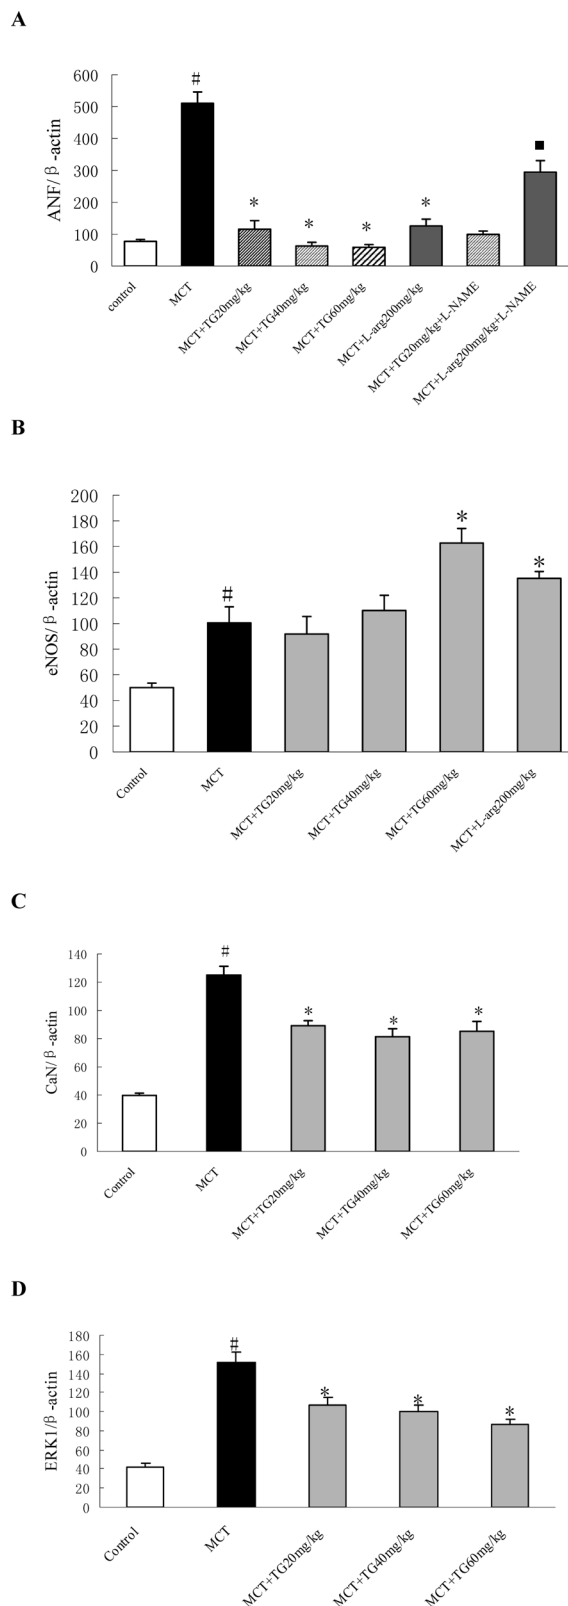 A
ANF/β-actin
600
500
400
300
200
100
0
#
*
*
*
*
■
control
MCT
MCT+TG20mg/kg
MCT+TG40mg/kg
MCT+TG60mg/kg
MCT+L-arg200mg/kg
MCT+TG20mg/kg+L-NAME
MCT+L-arg200mg/kg+L-NAME
B
eNOS/β-actin
200
180
160
140
120
100
80
60
40
20
0
#
*
*
Control
MCT
MCT+TG20mg/kg
MCT+TG40mg/kg
MCT+TG60mg/kg
MCT+L-arg200mg/kg
C
CaN/β-actin
140
120
100
80
60
40
20
0
#
*
*
*
Control
MCT
MCT+TG20mg/kg
MCT+TG40mg/kg
MCT+TG60mg/kg
D
ERK1/β-actin
180
160
140
120
100
80
60
40
20
0
#
*
*
*
Control
MCT
MCT+TG20mg/kg
MCT+TG40mg/kg
MCT+TG60mg/kg